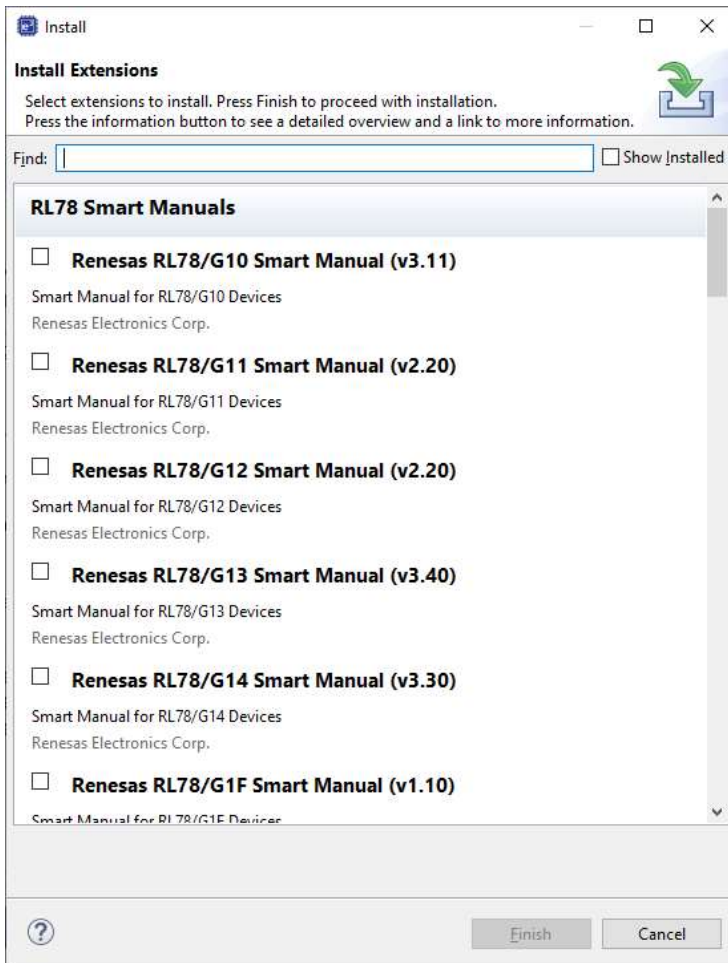 Install
Install Extensions
Select extensions to install. Press Finish to proceed with installation.
Press the information button to see a detailed overview and a link to more information.
Find:
Show Installed
RL78 Smart Manuals
Renesas RL78/G10 Smart Manual (v3.11)
Smart Manual for RL78/G10 Devices
Renesas Electronics Corp.
Renesas RL78/G11 Smart Manual (v2.20)
Smart Manual for RL78/G11 Devices
Renesas Electronics Corp.
Renesas RL78/G12 Smart Manual (v2.20)
Smart Manual for RL78/G12 Devices
Renesas Electronics Corp.
Renesas RL78/G13 Smart Manual (v3.40)
Smart Manual for RL78/G13 Devices
Renesas Electronics Corp.
Renesas RL78/G14 Smart Manual (v3.30)
Smart Manual for RL78/G14 Devices
Renesas Electronics Corp.
Renesas RL78/G1F Smart Manual (v1.10)
Smart Manual for RL78/G1F Devices
?
Finish
Cancel